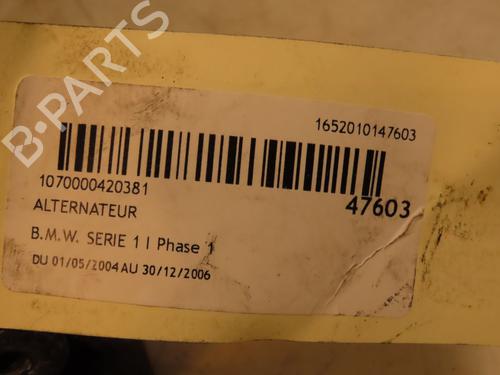 B-PARTS
1652010147603
1070000420381
47603
ALTERNATEUR
B.M.W. SERIE 1 I Phase 1
DU 01/05/2004 AU 30/12/2006